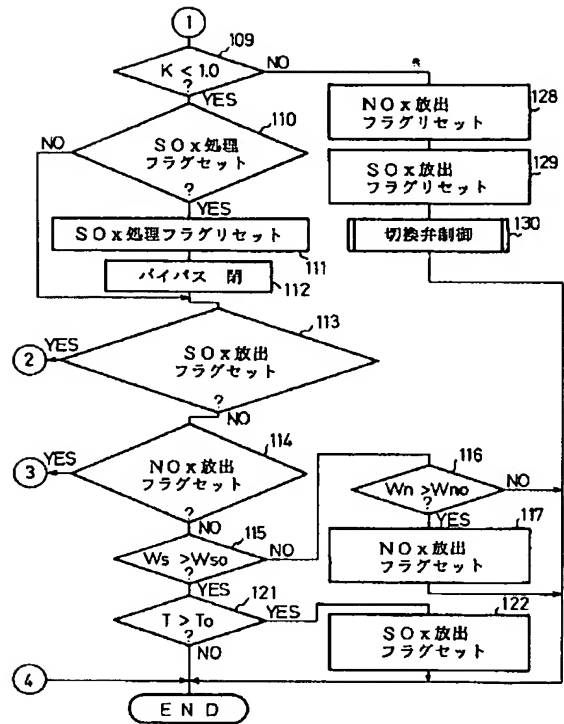 1
109
K < 1.0
?
NO
YES
110
NO
SOx処理
フラグセット
?
YES
SOx処理フラグリセット
111
バイパス 閉
112
128
NOx放出
フラグリセット
129
SOx放出
フラグリセット
切換弁制御
130
113
YES
2
SOx放出
フラグセット
?
NO
114
YES
3
NOx放出
フラグセット
?
NO
115
Ws >Wso
?
NO
YES
116
Wn >Wno
?
NO
YES
117
NOx放出
フラグセット
121
T > To
?
YES
NO
122
SOx放出
フラグセット
4
END